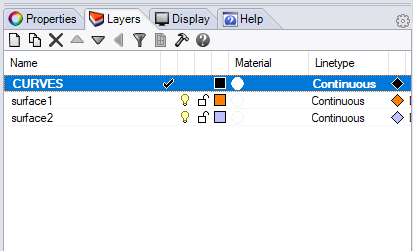 Properties Layers Display Help
Name Material Linetype
CURVES Continuous
surface1 Continuous
surface2 Continuous